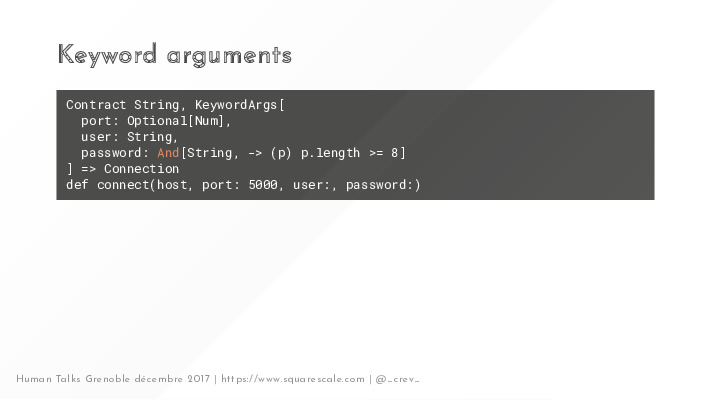 Keyword arguments
Contract String, KeywordArgs[
  port: Optional[Num],
  user: String,
  password: And[String, -> (p) p.length >= 8]
] => Connection
def connect(host, port: 5000, user:, password:)
Human Talks Grenoble décembre 2017 | https://www.squarescale.com | @_crev_